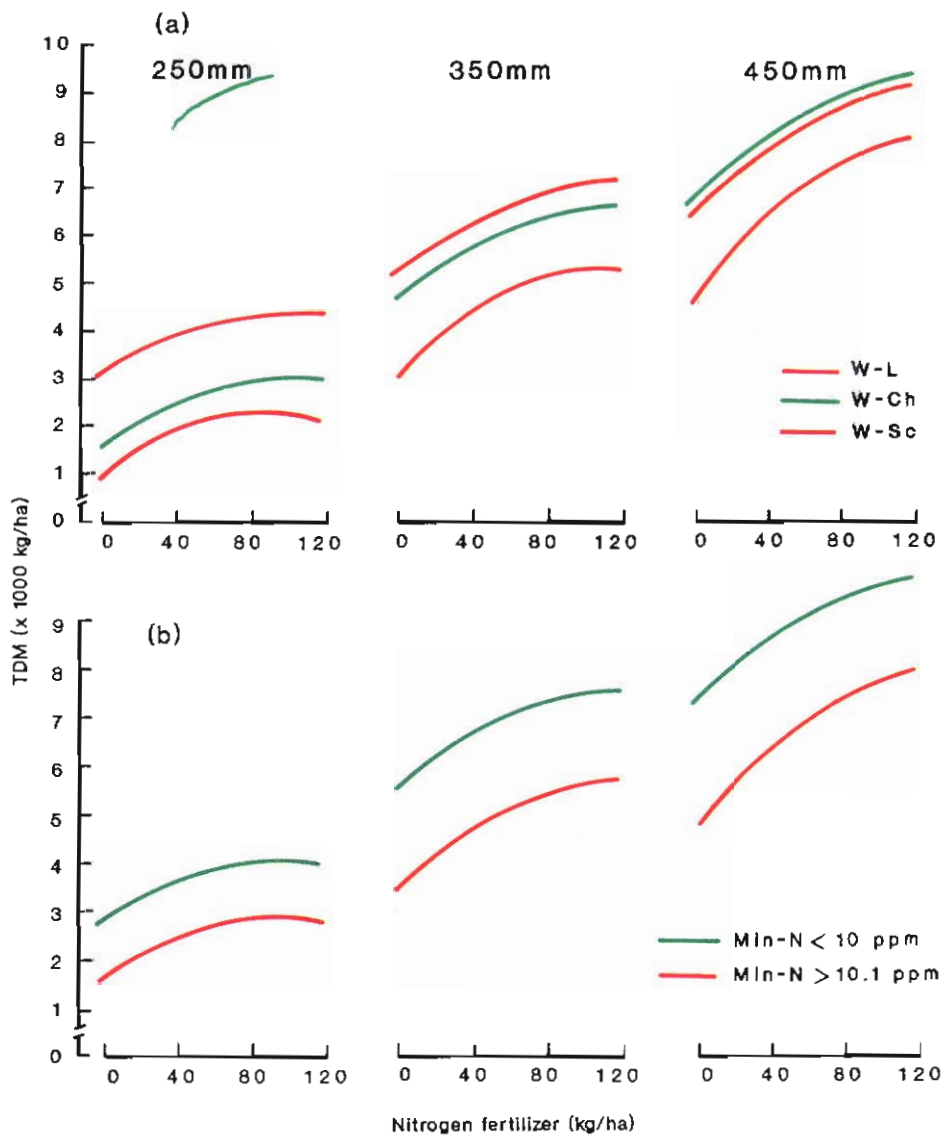 (a)
250mm
350mm
450mm
10
9
8
7
6
5
4
3
2
1
0
W-L
W-Ch
W-Sc
0 40 80 120
0 40 80 120
0 40 80 120
TDM (x 1000 kg/ha)
(b)
9
8
7
6
5
4
3
2
1
0
Min-N < 10 ppm
Min-N > 10.1 ppm
0 40 80 120
0 40 80 120
0 40 80 120
Nitrogen fertilizer (kg/ha)